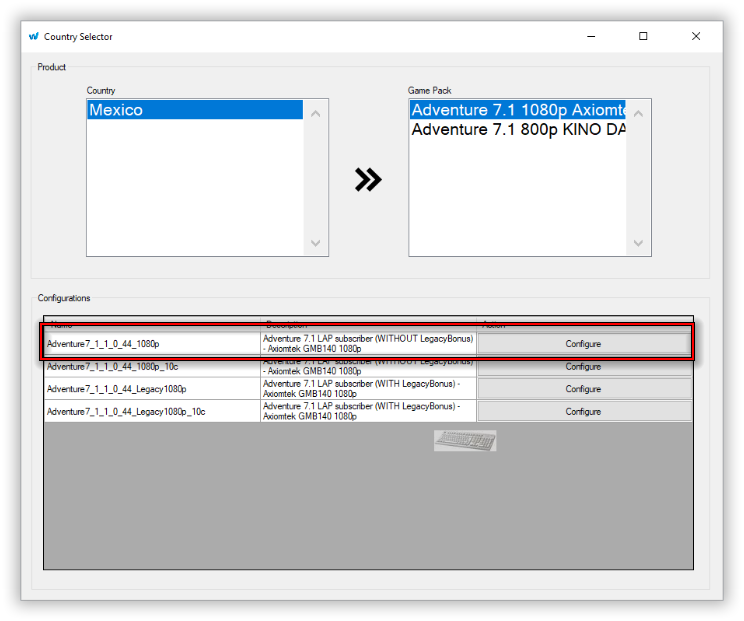 Country Selector
Product
Country
Game Pack
Mexico
Adventure 7.1 1080p Axiomte
Adventure 7.1 800p KINO DA
Configurations
Name Description Action
Adventure7_1_1_0_44_1080p
Adventure 7.1 LAP subscriber (WITHOUT LegacyBonus)
- Axiomtek GMB140 1080p
Configure
Adventure7_1_1_0_44_1080p_10c
Adventure 7.1 LAP subscriber (WITHOUT LegacyBonus)
- Axiomtek GMB140 1080p
Configure
Adventure7_1_1_0_44_Legacy1080p
Adventure 7.1 LAP subscriber (WITH LegacyBonus) -
Axiomtek GMB140 1080p
Configure
Adventure7_1_1_0_44_Legacy1080p_10c
Adventure 7.1 LAP subscriber (WITH LegacyBonus) -
Axiomtek GMB140 1080p
Configure